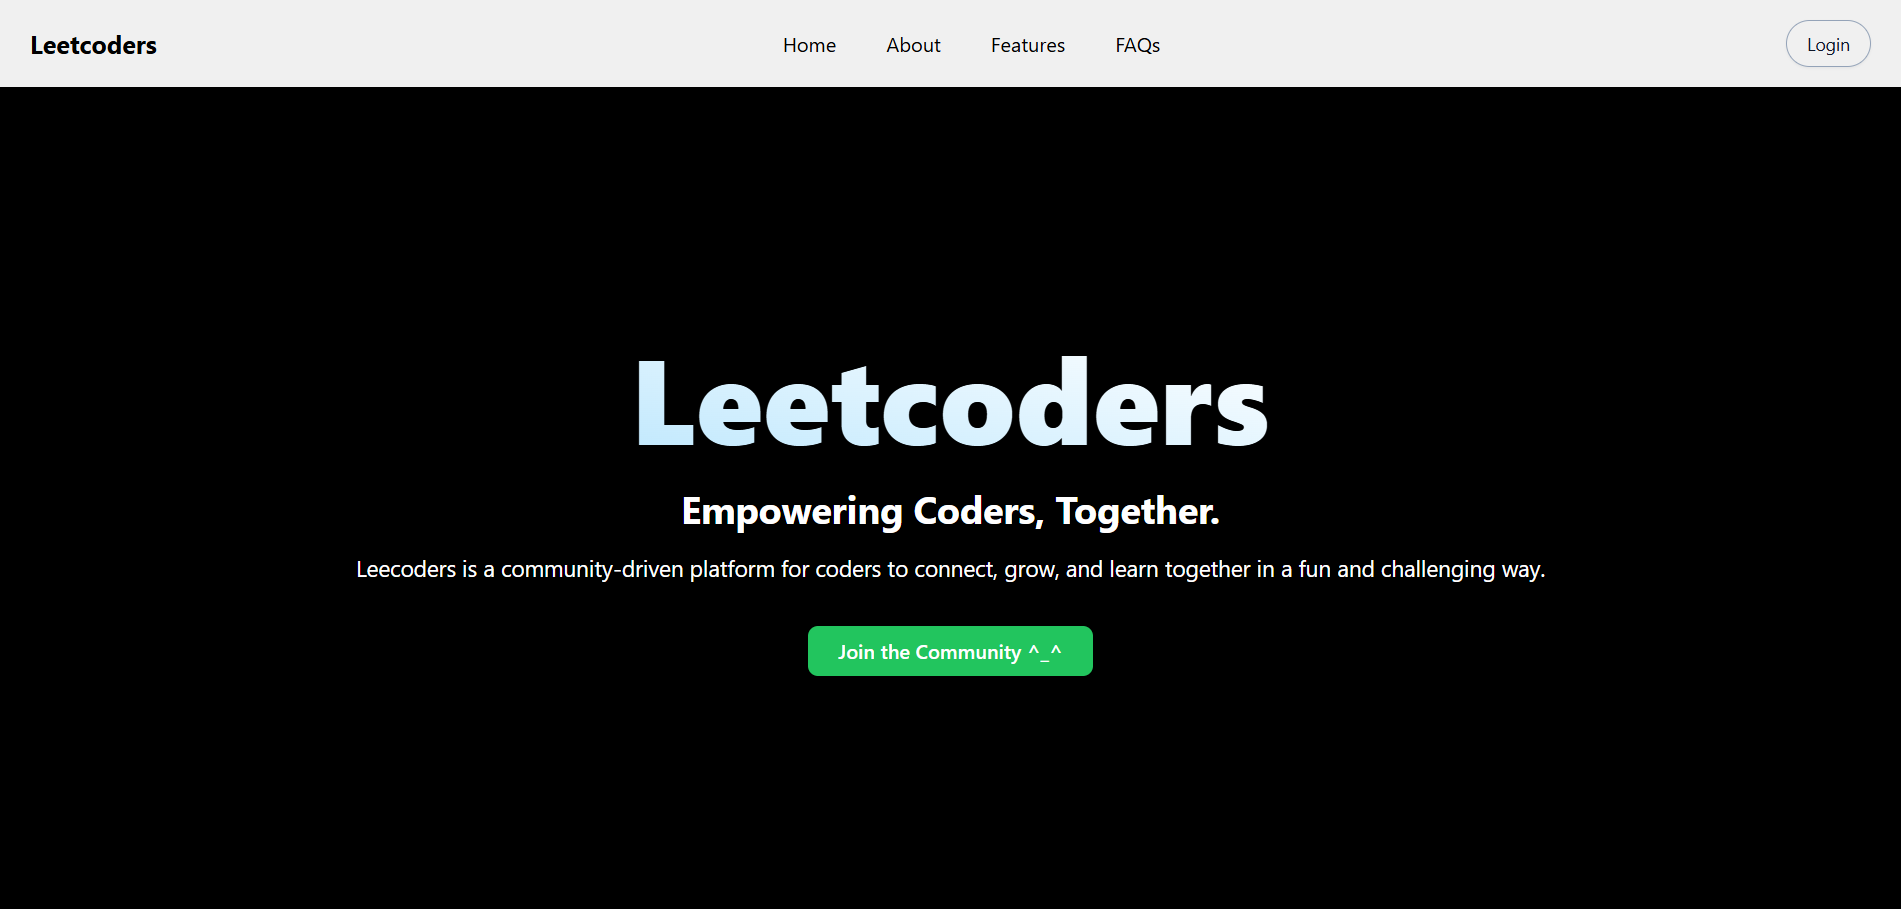 Leetcoders
Home About Features FAQs
Login
Leetcoders
Empowering Coders, Together.
Leecoders is a community-driven platform for coders to connect, grow, and learn together in a fun and challenging way.
Join the Community ^_^